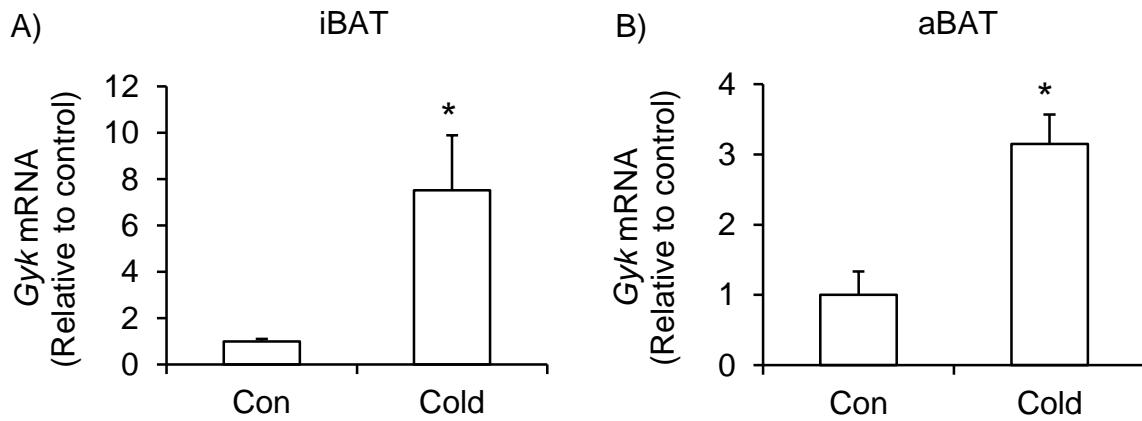 A)
iBAT
Gyk mRNA
(Relative to control)
12
10
8
6
4
2
0
*
Con
Cold
B)
aBAT
Gyk mRNA
(Relative to control)
4
3
2
1
0
*
Con
Cold